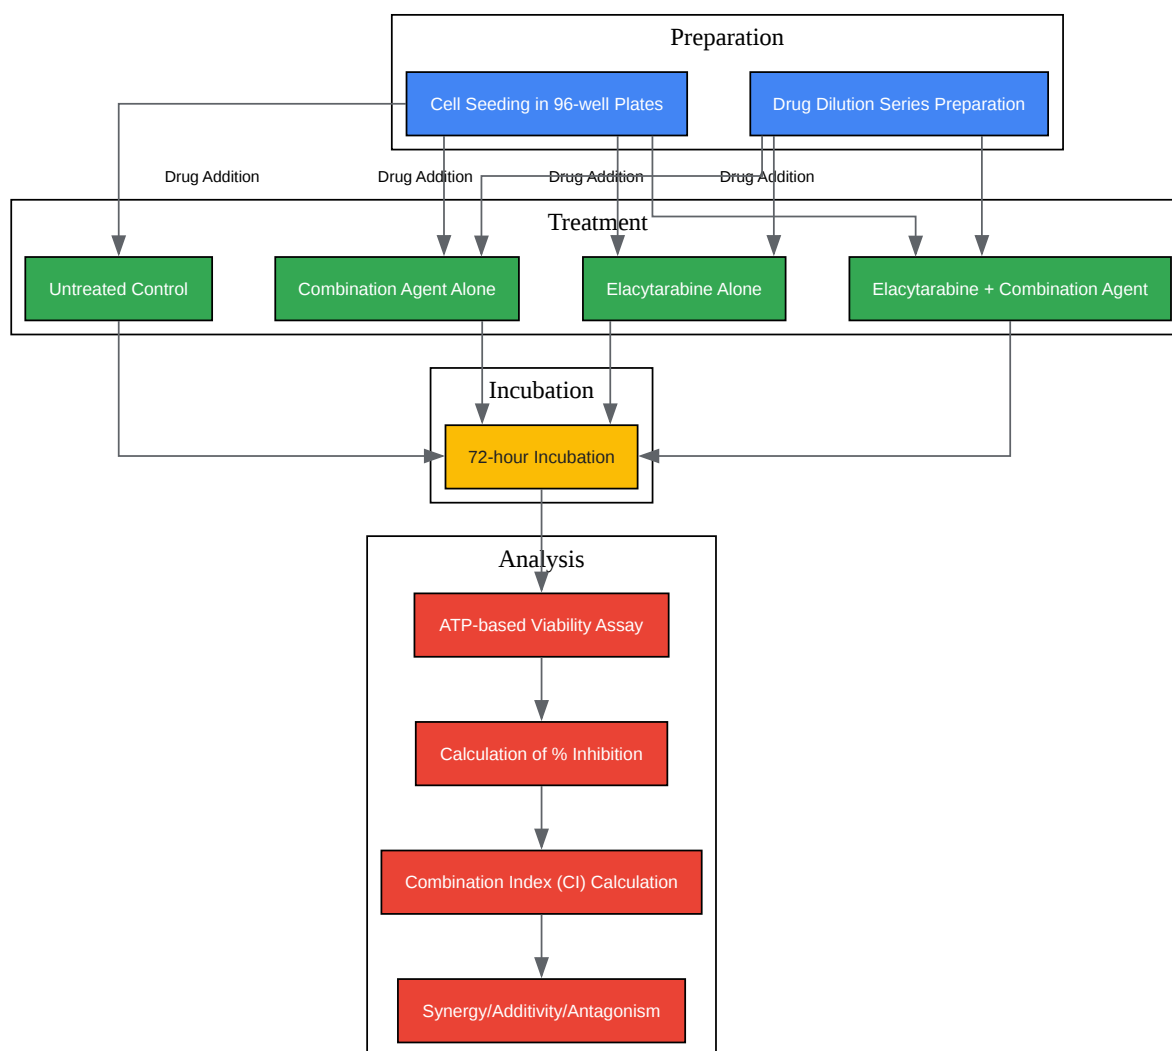 Preparation
Cell Seeding in 96-well Plates
Drug Dilution Series Preparation
Drug Addition
Drug Addition
Drug Addition
Drug Addition
Treatment
Untreated Control
Combination Agent Alone
Elacytarabine Alone
Elacytarabine + Combination Agent
Incubation
72-hour Incubation
Analysis
ATP-based Viability Assay
Calculation of % Inhibition
Combination Index (CI) Calculation
Synergy/Additivity/Antagonism